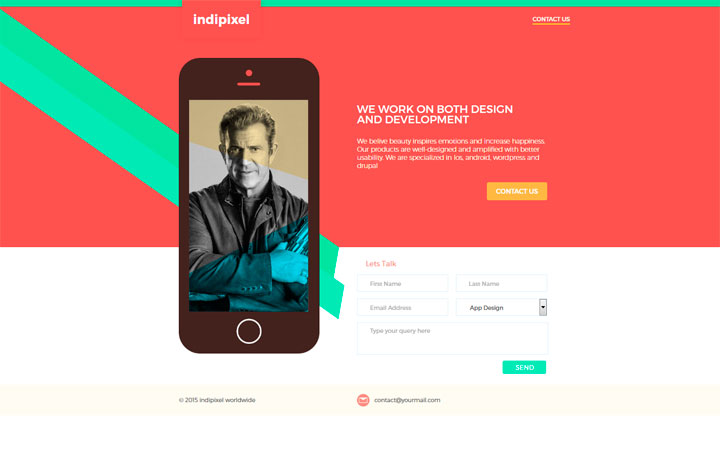 indipixel
CONTACT US
WE WORK ON BOTH DESIGN
AND DEVELOPMENT
We belive beauty inspires emotions and increase happiness.
Our products are well-designed and amplified with better
usability. We are specialized in ios, android, wordpress and
drupal
CONTACT US
Lets Talk
First Name
Last Name
Email Address
App Design
Type your query here
SEND
© 2015 indipixel worldwide
contact@yourmail.com